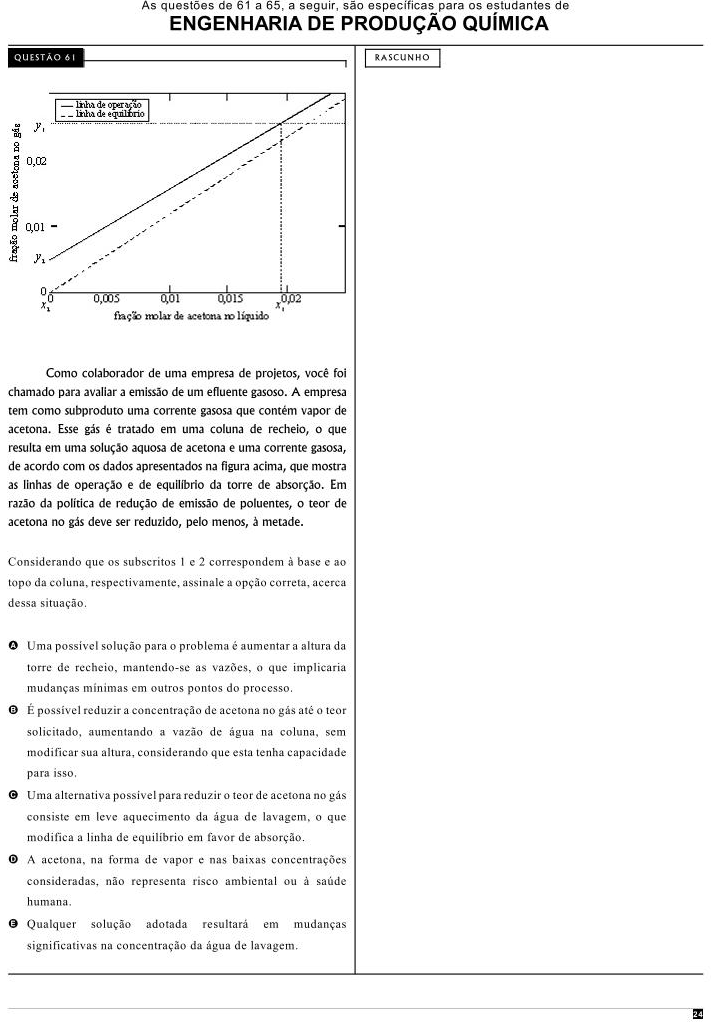 As questões de 61 a 65, a seguir, são específicas para os estudantes de
ENGENHARIA DE PRODUÇÃO QUÍMICA
QUESTÃO 61
RASCUNHO
linha de operação
linha de equilíbrio
fração molar de acetona no gás
y₁
0,02
0,01
y₂
0
0 0,005 0,01 0,015 0,02
x₂ x₁
fração molar de acetona no líquido
Como colaborador de uma empresa de projetos, você foi
chamado para avaliar a emissão de um efluente gasoso. A empresa
tem como subproduto uma corrente gasosa que contém vapor de
acetona. Esse gás é tratado em uma coluna de recheio, o que
resulta em uma solução aquosa de acetona e uma corrente gasosa,
de acordo com os dados apresentados na figura acima, que mostra
as linhas de operação e de equilíbrio da torre de absorção. Em
razão da política de redução de emissão de poluentes, o teor de
acetona no gás deve ser reduzido, pelo menos, à metade.
Considerando que os subscritos 1 e 2 correspondem à base e ao
topo da coluna, respectivamente, assinale a opção correta, acerca
dessa situação.
A Uma possível solução para o problema é aumentar a altura da
torre de recheio, mantendo-se as vazões, o que implicaria
mudanças mínimas em outros pontos do processo.
B É possível reduzir a concentração de acetona no gás até o teor
solicitado, aumentando a vazão de água na coluna, sem
modificar sua altura, considerando que esta tenha capacidade
para isso.
C Uma alternativa possível para reduzir o teor de acetona no gás
consiste em leve aquecimento da água de lavagem, o que
modifica a linha de equilíbrio em favor de absorção.
D A acetona, na forma de vapor e nas baixas concentrações
consideradas, não representa risco ambiental ou à saúde
humana.
E Qualquer solução adotada resultará em mudanças
significativas na concentração da água de lavagem.
24